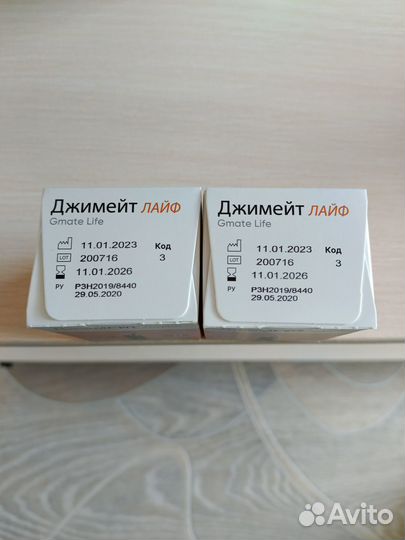 Джимейт ЛАЙФ
Gmate Life
11.01.2023 Код
LOT 200716 3
11.01.2026
РУ РЗН2019/8440
29.05.2020
Джимейт ЛАЙФ
Gmate Life
11.01.2023 Код
LOT 200716 3
11.01.2026
РУ РЗН2019/8440
29.05.2020
Avito